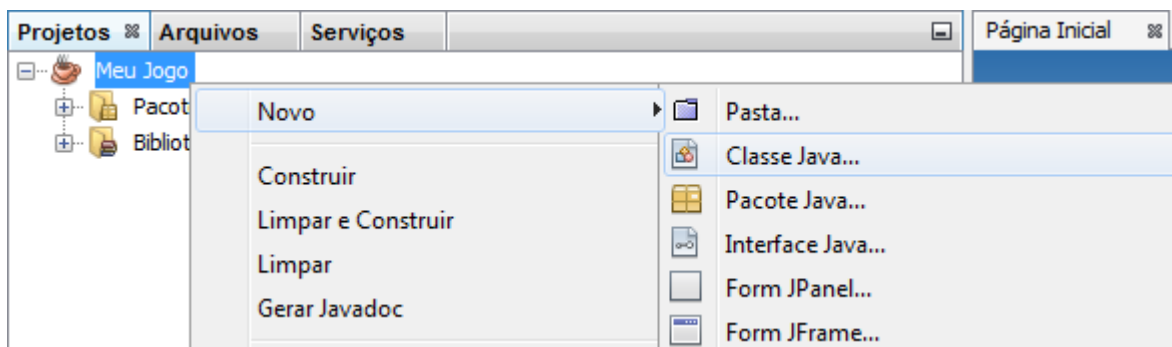 Projetos Arquivos Serviços Página Inicial
Meu Jogo
Pacot
Bibliot
Novo
Construir
Limpar e Construir
Limpar
Gerar Javadoc
Pasta...
Classe Java...
Pacote Java...
Interface Java...
Form JPanel...
Form JFrame...